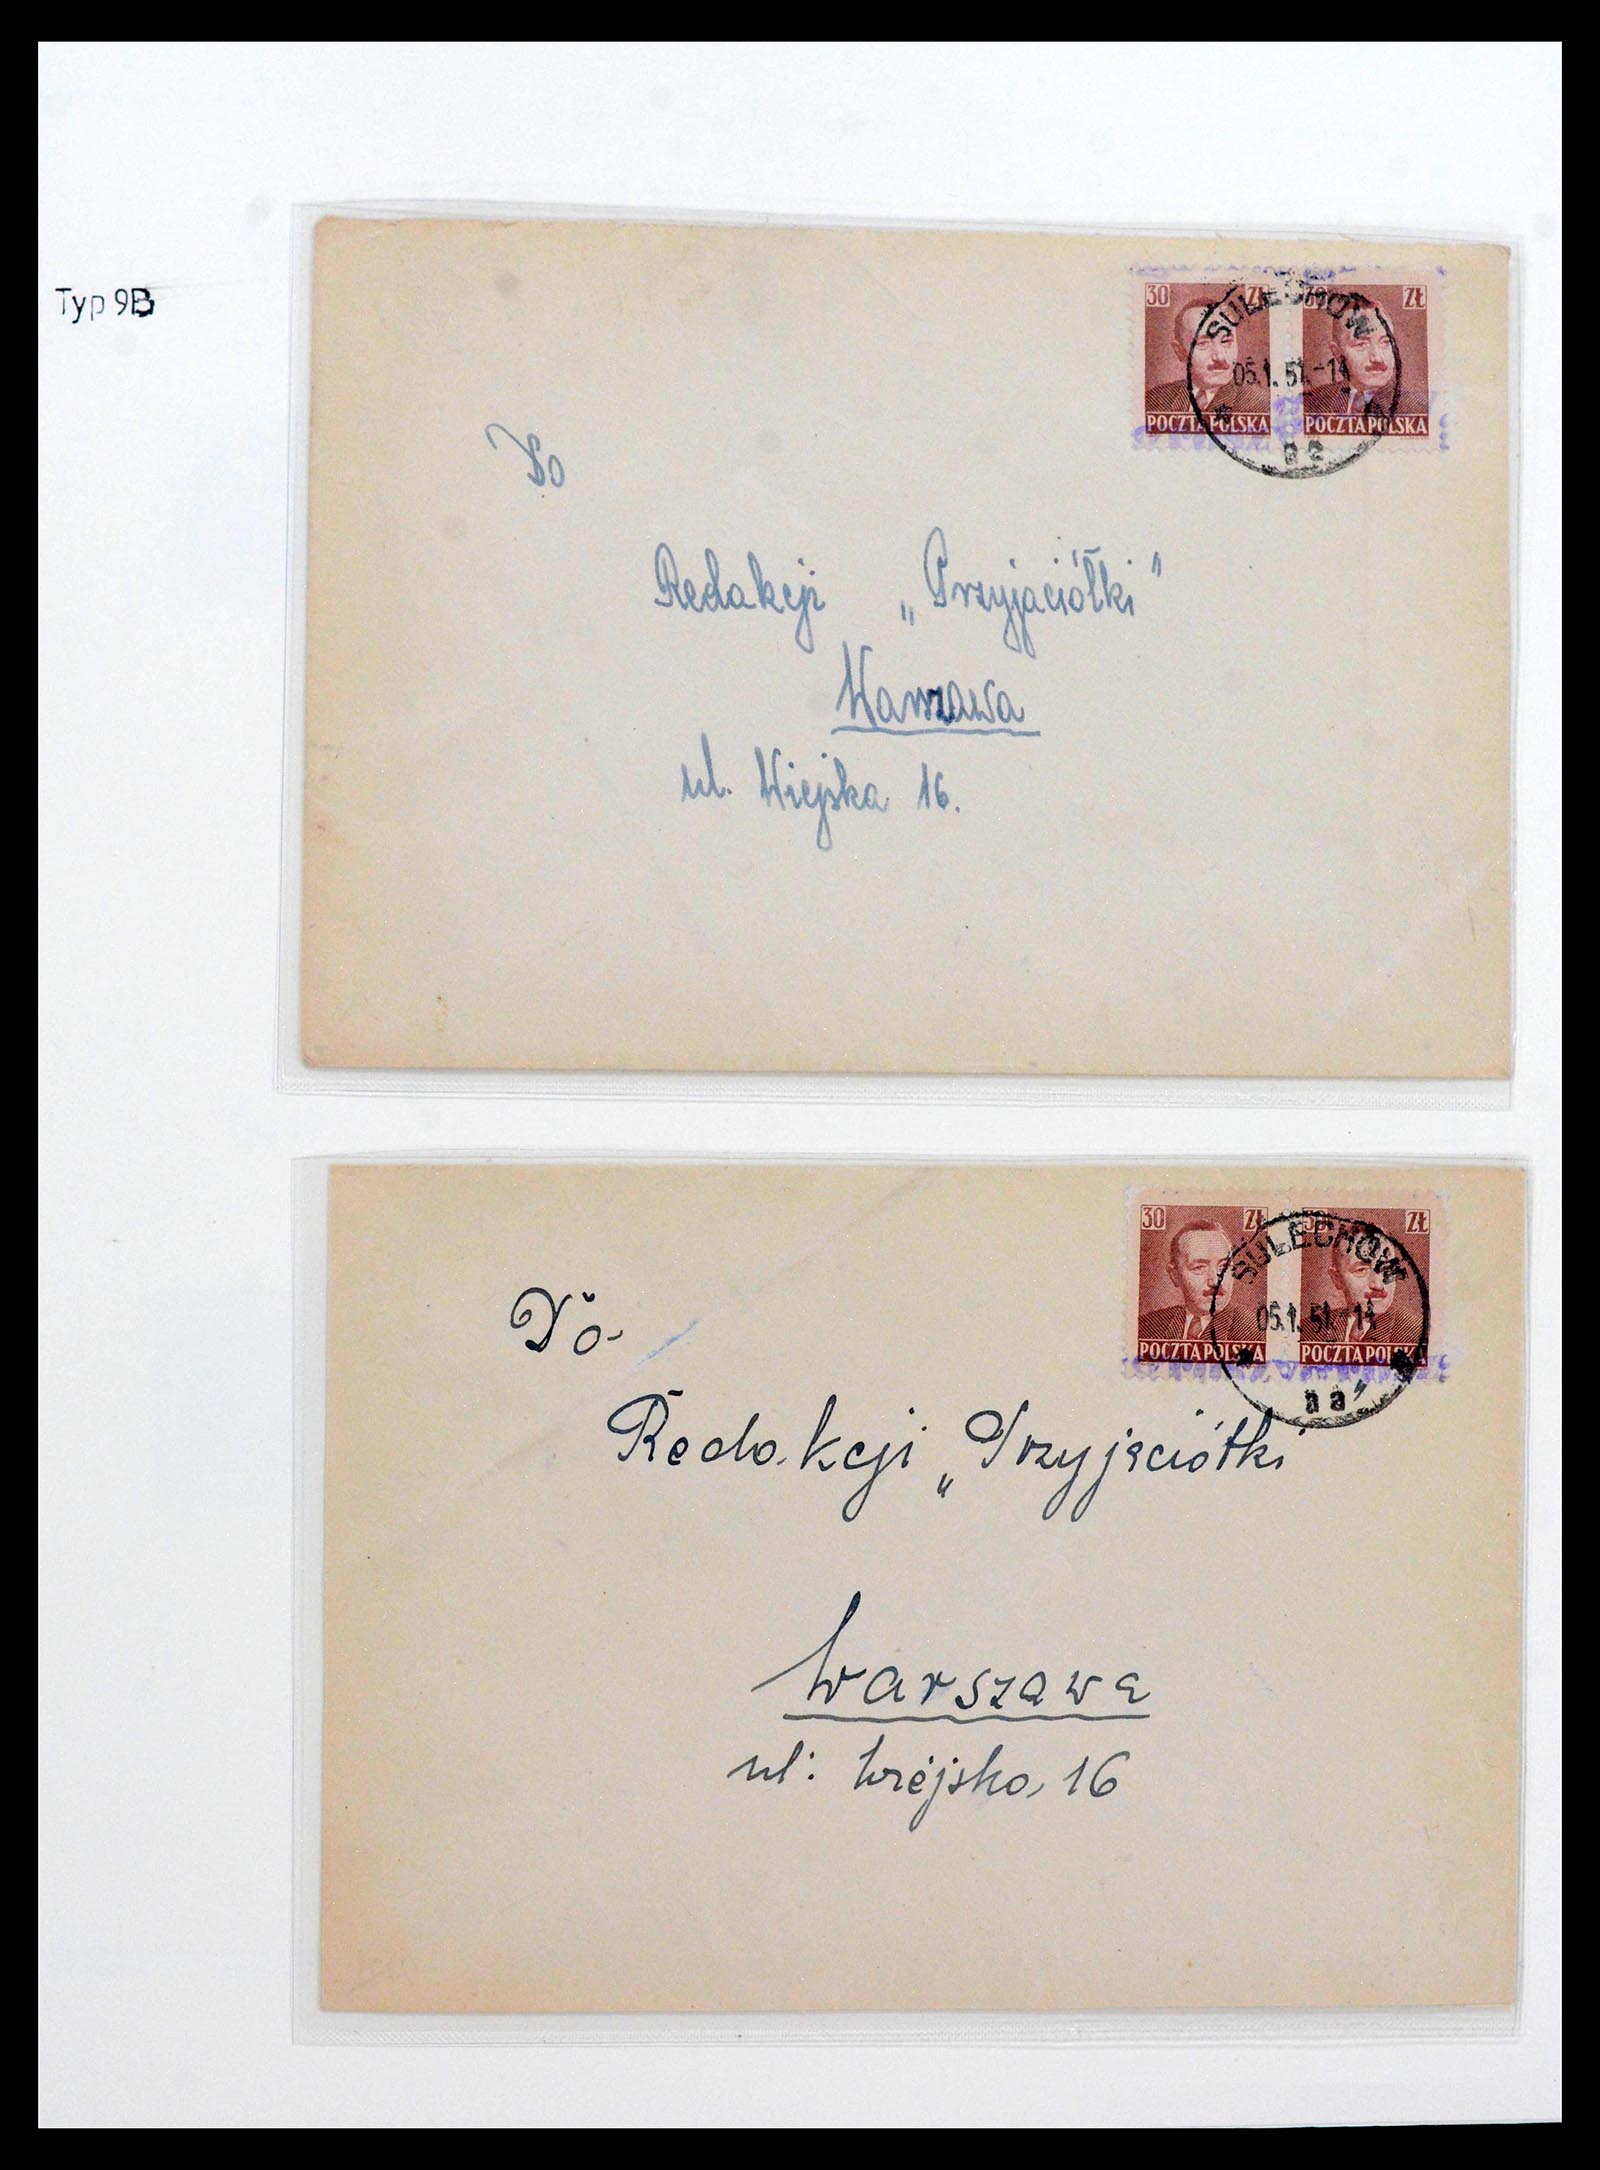 Typ 9B
30 ZŁ 30 ZŁ
SULECHÓW
05.1.51.-14
POCZTA POLSKA POCZTA POLSKA
a a
Do
Redakcji „Przyjaciółki"
Warszawa
ul. Wiejska 16.
30 ZŁ 30 ZŁ
SULECHÓW
05.1.51.-14
POCZTA POLSKA POCZTA POLSKA
a a
Do-
Redakcji „Przyjaciółki"
Warszawa
ul: Wiejska 16